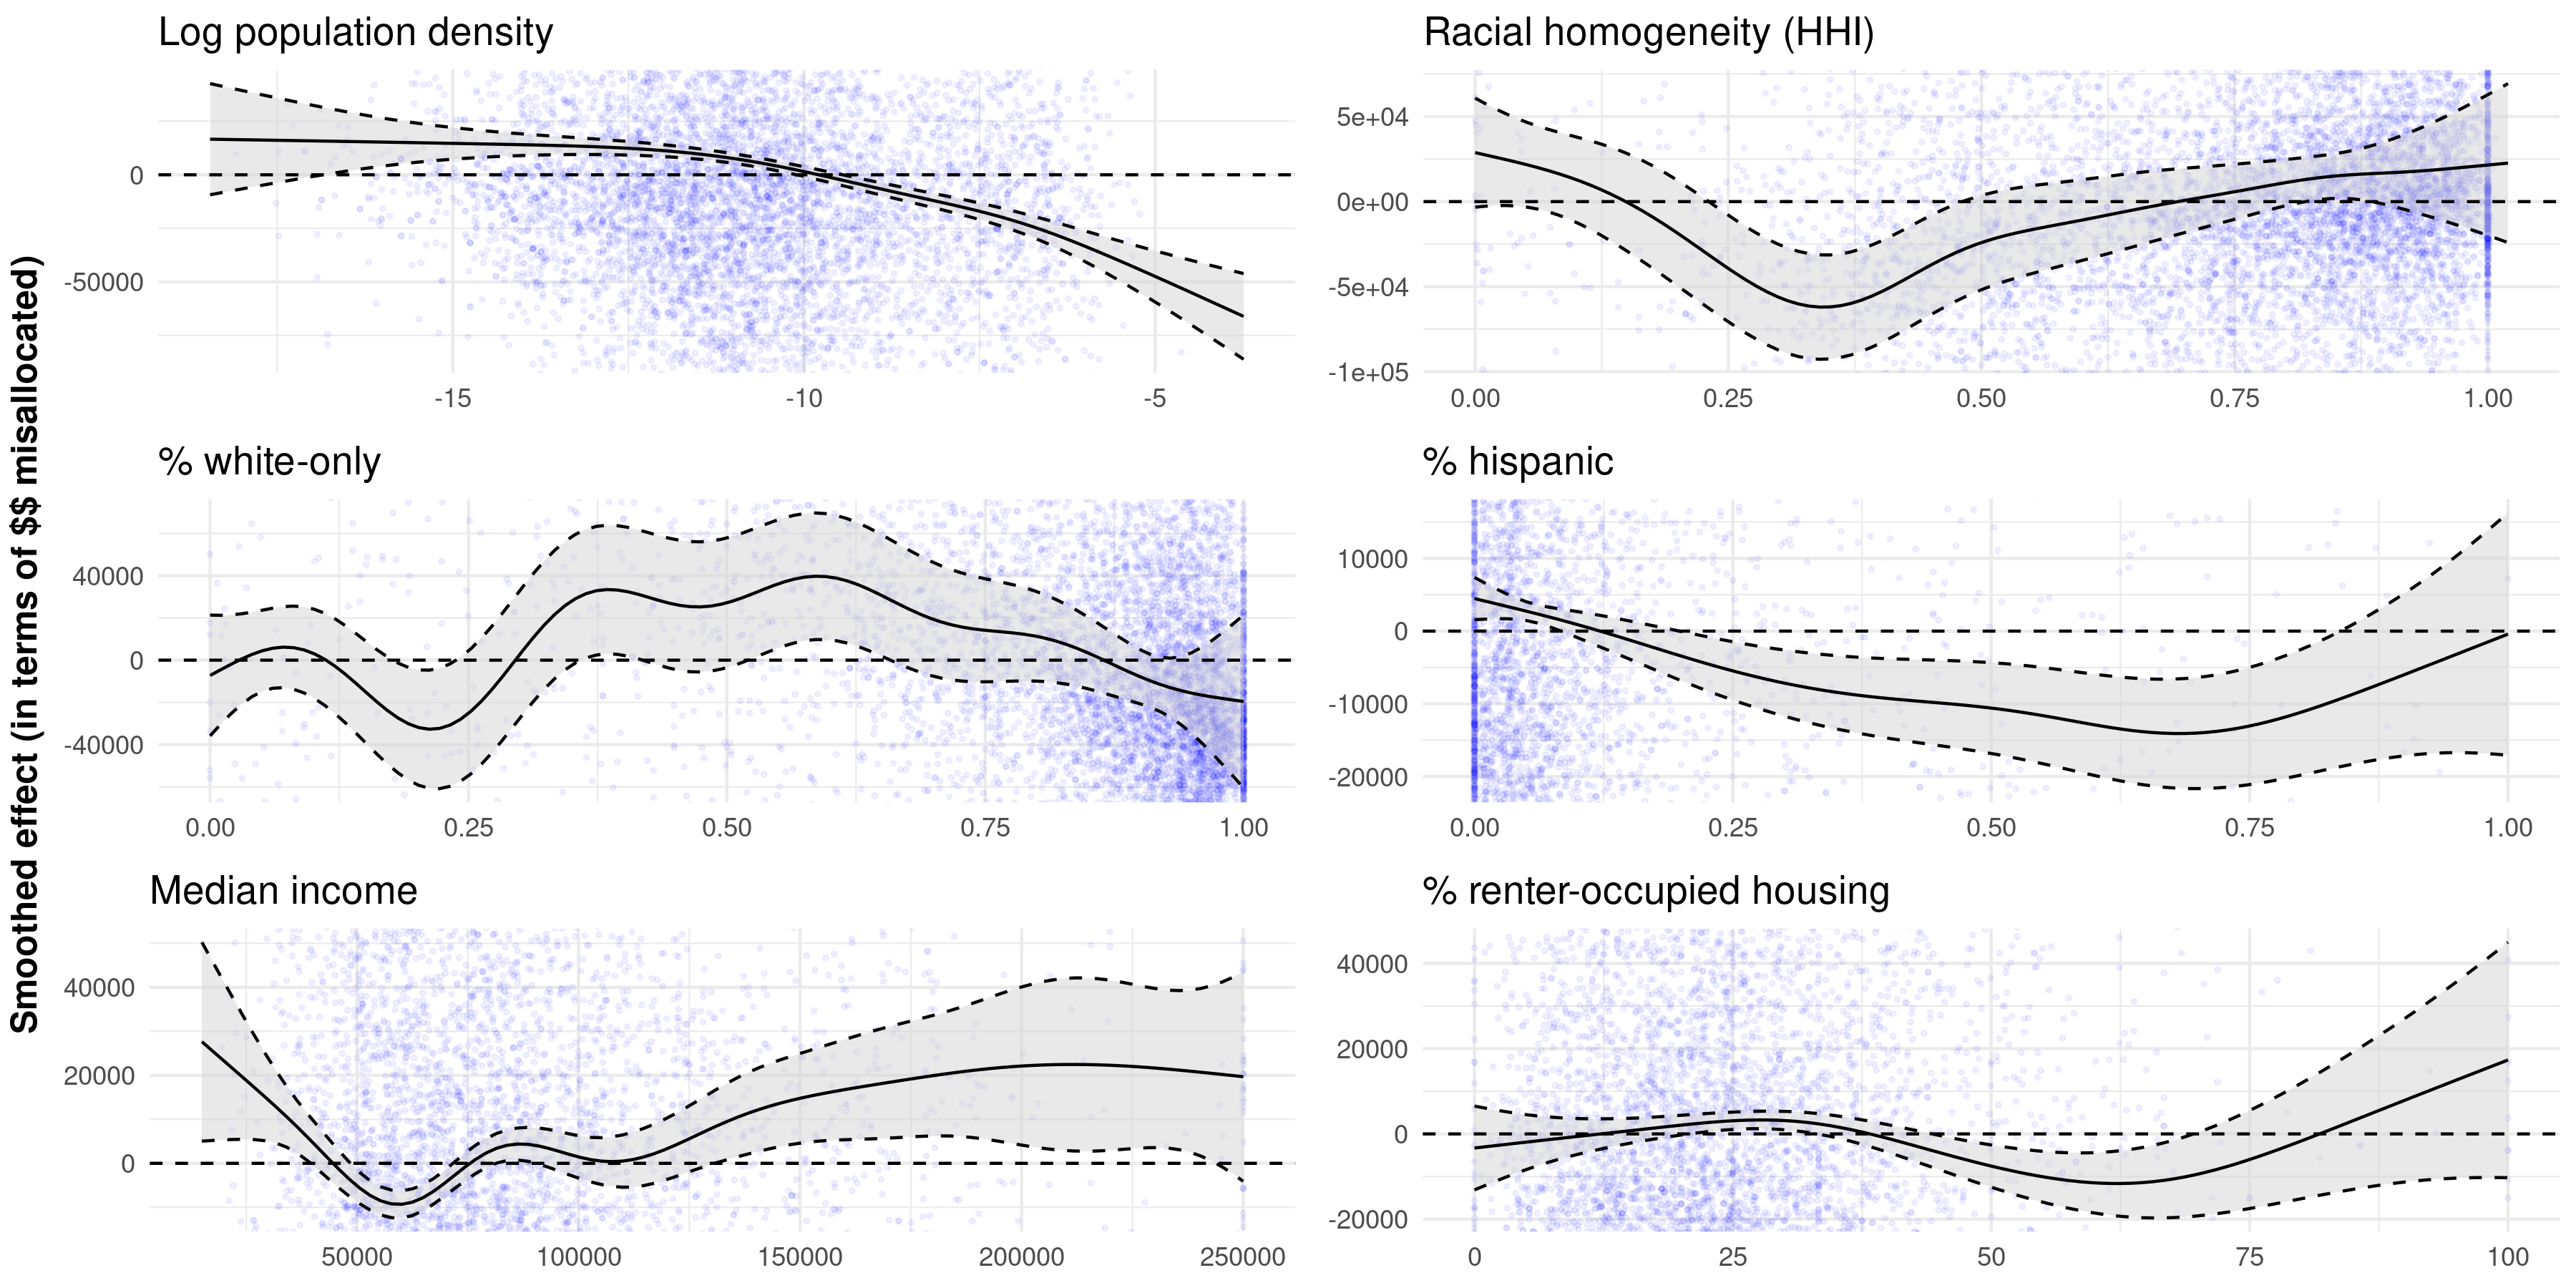 Smoothed effect (in terms of $$ misallocated)
Log population density
0
-50000
-15 -10 -5
Racial homogeneity (HHI)
5e+04
0e+00
-5e+04
-1e+05
0.00 0.25 0.50 0.75 1.00
% white-only
40000
0
-40000
0.00 0.25 0.50 0.75 1.00
% hispanic
10000
0
-10000
-20000
0.00 0.25 0.50 0.75 1.00
Median income
40000
20000
0
50000 100000 150000 200000 250000
% renter-occupied housing
40000
20000
0
-20000
0 25 50 75 100